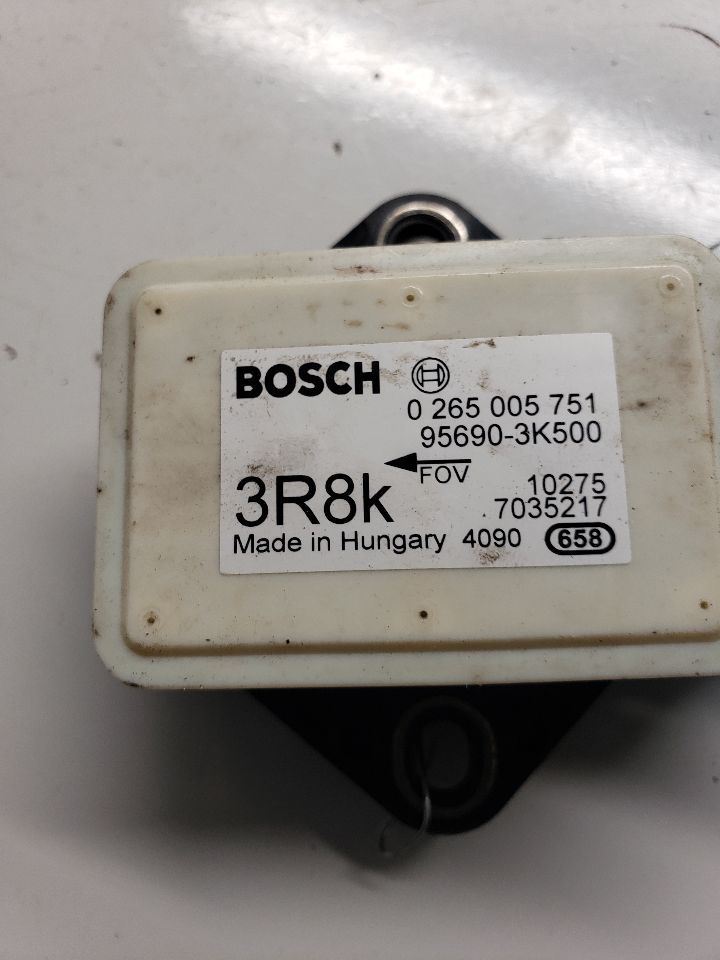 BOSCH
0 265 005 751
95690-3K500
FOV
3R8k
10275
7035217
Made in Hungary 4090 658